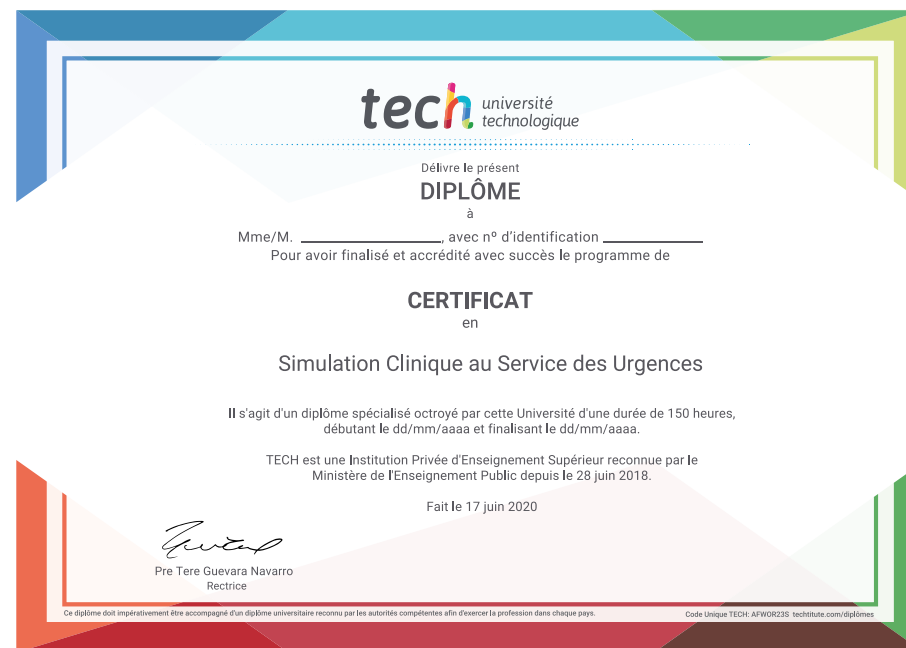 tech université
technologique
Délivre le présent
DIPLÔME
à
Mme/M. ____________________, avec nº d'identification ______________
Pour avoir finalisé et accrédité avec succès le programme de
CERTIFICAT
en
Simulation Clinique au Service des Urgences
Il s'agit d'un diplôme spécialisé octroyé par cette Université d'une durée de 150 heures,
débutant le dd/mm/aaaa et finalisant le dd/mm/aaaa.
TECH est une Institution Privée d'Enseignement Supérieur reconnue par le
Ministère de l'Enseignement Public depuis le 28 juin 2018.
Fait le 17 juin 2020
Pre Tere Guevara Navarro
Rectrice
Ce diplôme doit impérativement être accompagné d'un diplôme universitaire reconnu par les autorités compétentes afin d'exercer la profession dans chaque pays.
Code Unique TECH: AFWOR23S techtitute.com/diplômes